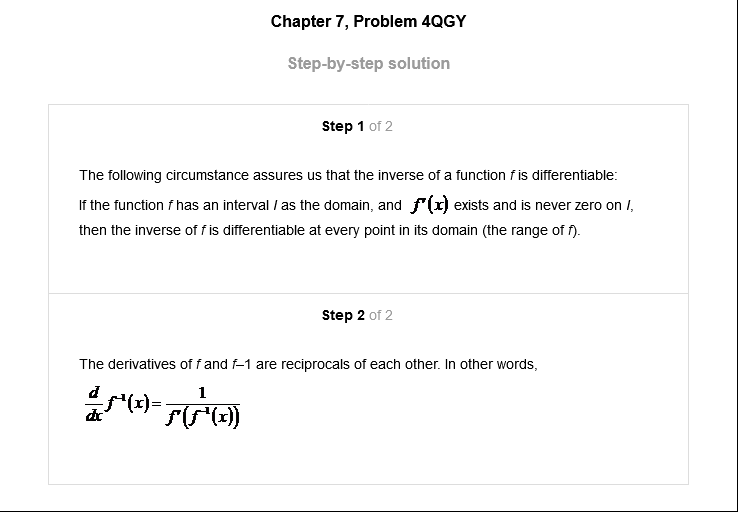 Chapter 7, Problem 4QGY
Step-by-step solution
Step 1 of 2
The following circumstance assures us that the inverse of a function f is differentiable:
If the function f has an interval I as the domain, and f′(x) exists and is never zero on I,
then the inverse of f is differentiable at every point in its domain (the range of f).
Step 2 of 2
The derivatives of f and f–1 are reciprocals of each other. In other words,
d/dx f⁻¹(x)= 1/f′(f⁻¹(x))